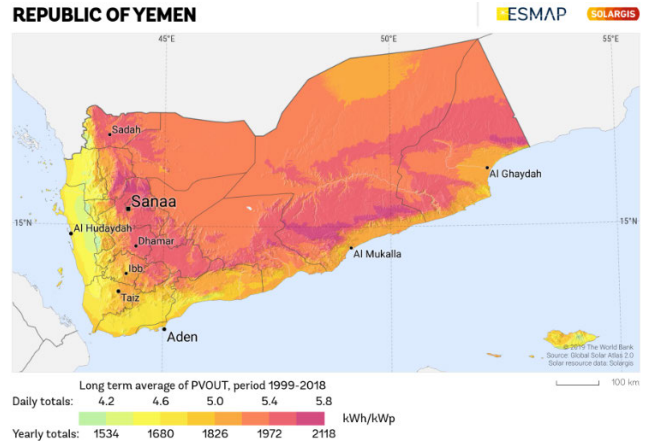 REPUBLIC OF YEMEN
ESMAP
SOLARGIS
45°E
50°E
55°E
Sadah
Al Ghaydah
Sanaa
15°N
15°N
Al Hudaydah
Dhamar
Al Mukalla
Ibb
Taiz
Aden
© 2019 The World Bank
Source: Global Solar Atlas 2.0
Solar resource data: Solargis
100 km
Long term average of PVOUT, period 1999-2018
Daily totals: 4.2 4.6 5.0 5.4 5.8
kWh/kWp
Yearly totals: 1534 1680 1826 1972 2118